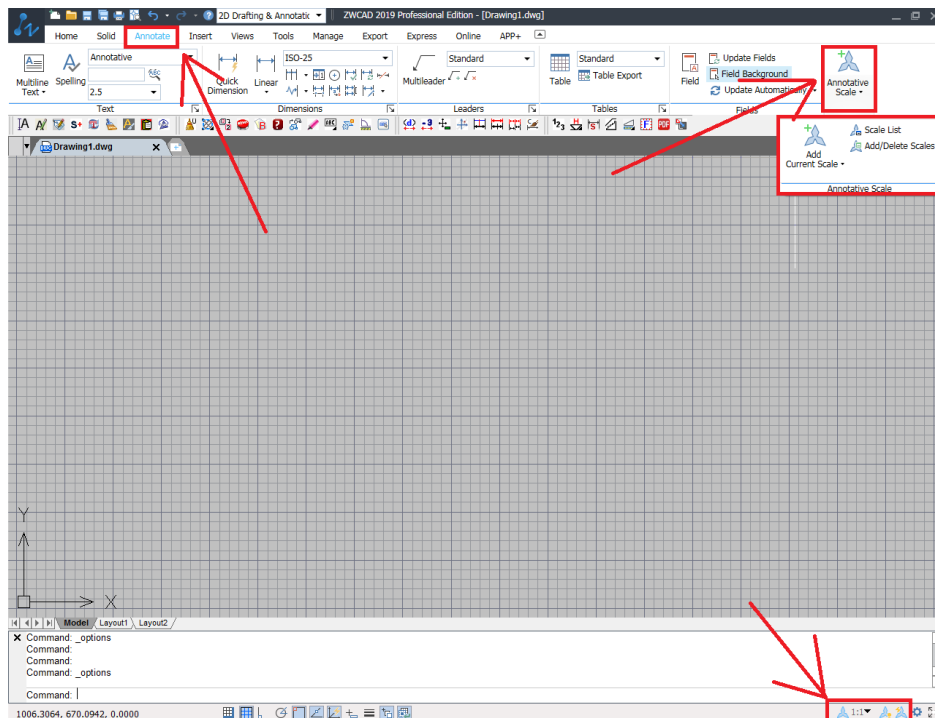 2D Drafting & Annotatic
ZWCAD 2019 Professional Edition - [Drawing1.dwg]
Home Solid Annotate Insert Views Tools Manage Export Express Online APP+
Annotative
ISO-25
Standard
Standard
Update Fields
Table Export
Field Background
Multiline Text
Spelling
2.5
Quick Dimension
Linear
Multileader
Table
Field
Update Automatically
Annotative Scale
Text Dimensions Leaders Tables Fields
Drawing1.dwg
Add Current Scale
Scale List
Add/Delete Scales
Annotative Scale
Y
X
Model Layout1 Layout2
Command: _options
Command:
Command:
Command: _options
Command:
1006.3064, 670.0942, 0.0000
1:1